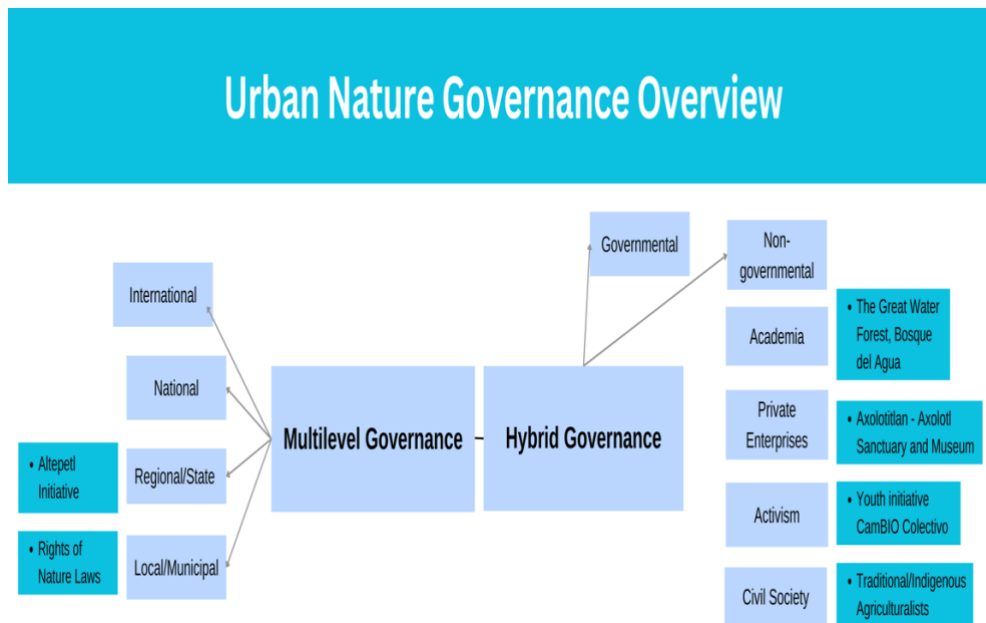 Urban Nature Governance Overview
International
National
Regional/State
Local/Municipal
• Altepetl
Initiative
• Rights of
Nature Laws
Multilevel Governance
Hybrid Governance
Governmental
Non-
governmental
Academia
Private
Enterprises
Activism
Civil Society
• The Great Water
Forest, Bosque
del Agua
• Axolotitlan - Axolotl
Sanctuary and Museum
• Youth initiative
CamBIO Colectivo
• Traditional/Indigenous
Agriculturalists